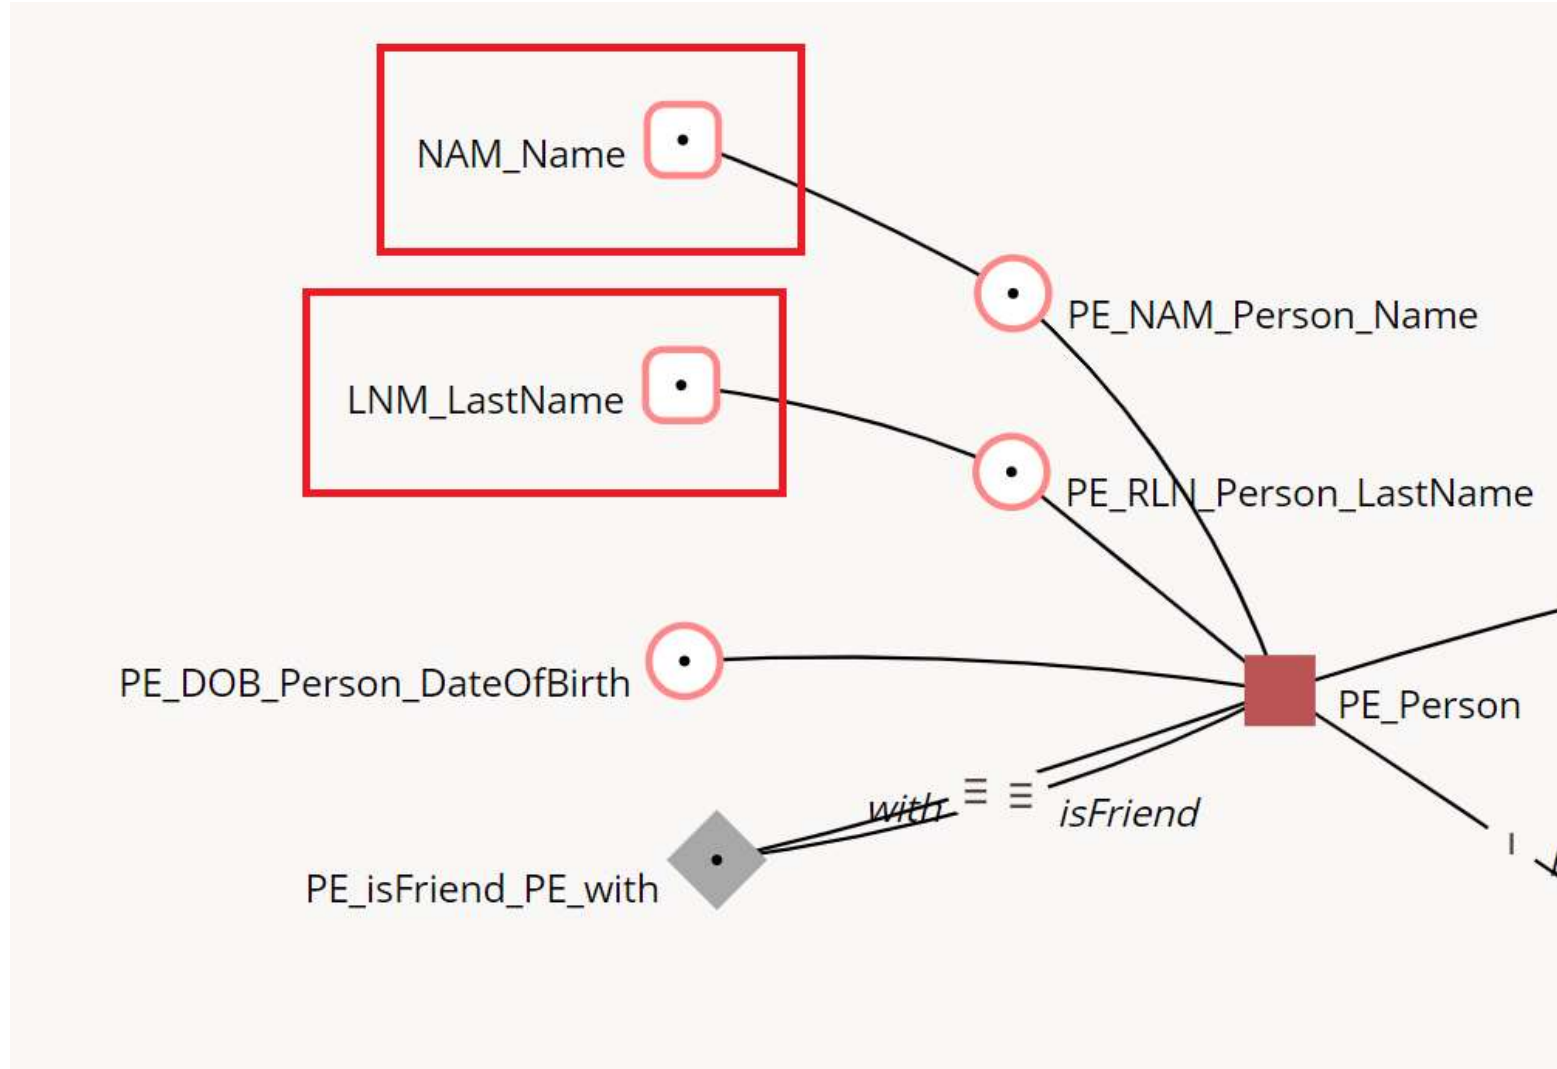 NAM_Name
PE_NAM_Person_Name
LNM_LastName
PE_RLN_Person_LastName
PE_DOB_Person_DateOfBirth
PE_Person
with
isFriend
PE_isFriend_PE_with